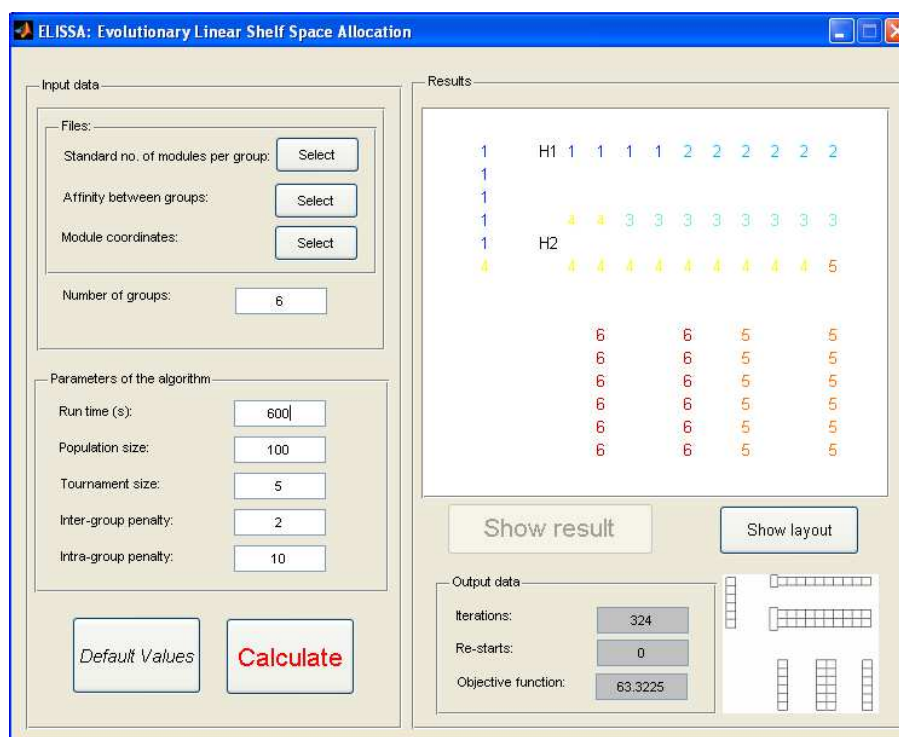 ELISSA: Evolutionary Linear Shelf Space Allocation
Input data
Files:
Standard no. of modules per group: Select
Affinity between groups: Select
Module coordinates: Select
Number of groups: 6
Parameters of the algorithm
Run time (s): 600
Population size: 100
Tournament size: 5
Inter-group penalty: 2
Intra-group penalty: 10
Default Values
Calculate
Results
1 H1 1 1 1 1 2 2 2 2 2 2
1
1
1 4 4 3 3 3 3 3 3 3 3
1 H2
4 4 4 4 4 4 4 4 4 4 5
6 6 5 5
6 6 5 5
6 6 5 5
6 6 5 5
6 6 5 5
6 6 5 5
Show result
Show layout
Output data
Iterations: 324
Re-starts: 0
Objective function: 63.3225